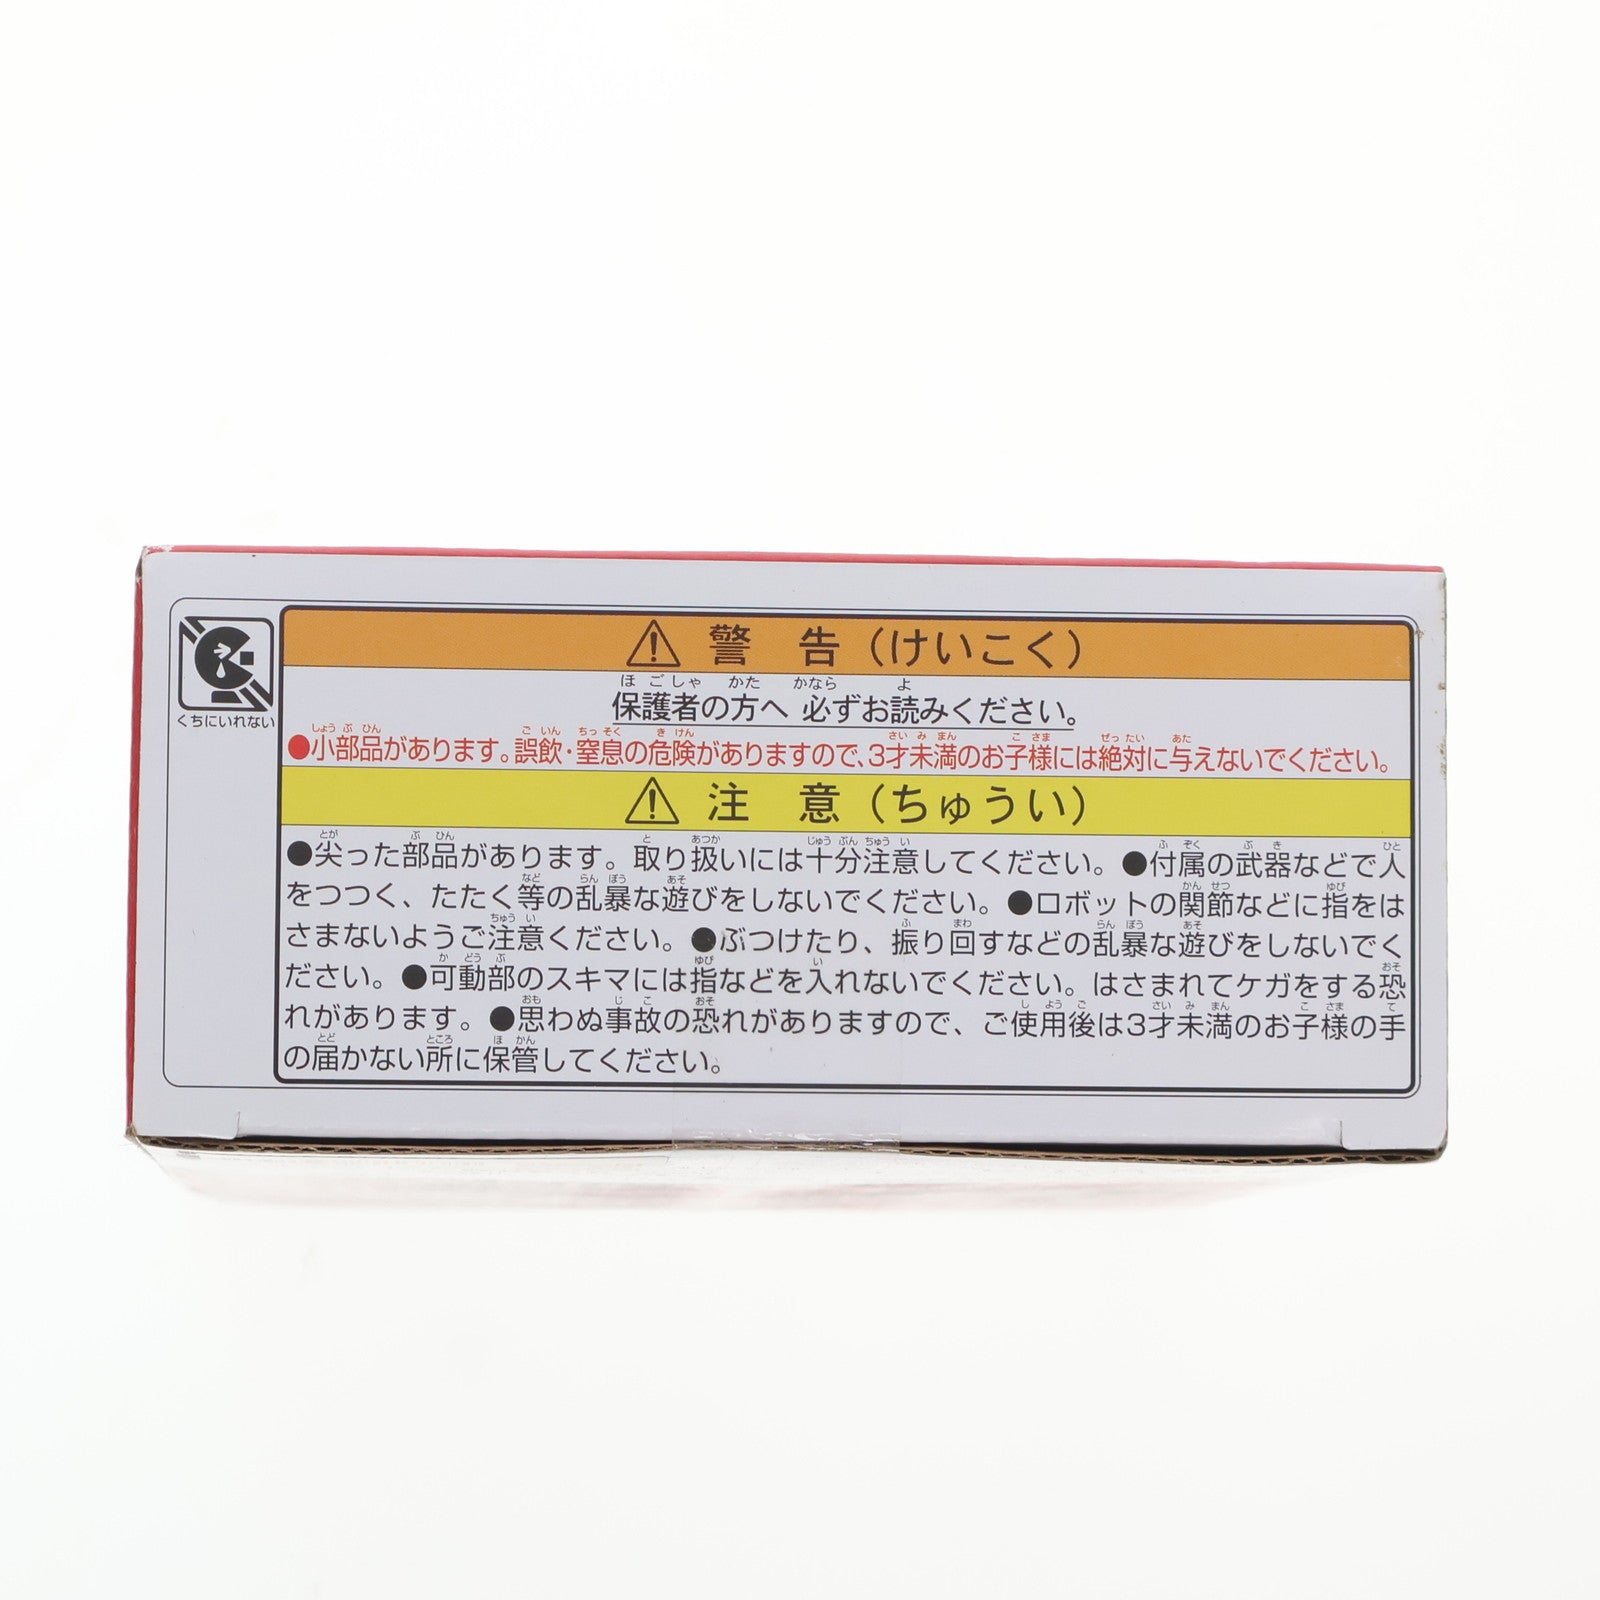 くちにいれない
⚠ 警 告（けいこく）
保護者の方へ 必ずお読みください。
●小部品があります。誤飲・窒息の危険がありますので、3才未満のお子様には絶対に与えないでください。
⚠ 注 意（ちゅうい）
●尖った部品があります。取り扱いには十分注意してください。●付属の武器などで人
をつつく、たたく等の乱暴な遊びをしないでください。●ロボットの関節などに指をは
さまないようご注意ください。●ぶつけたり、振り回すなどの乱暴な遊びをしないでく
ださい。●可動部のスキマには指などを入れないでください。はさまれてケガをする恐
れがあります。●思わぬ事故の恐れがありますので、ご使用後は3才未満のお子様の手
の届かない所に保管してください。